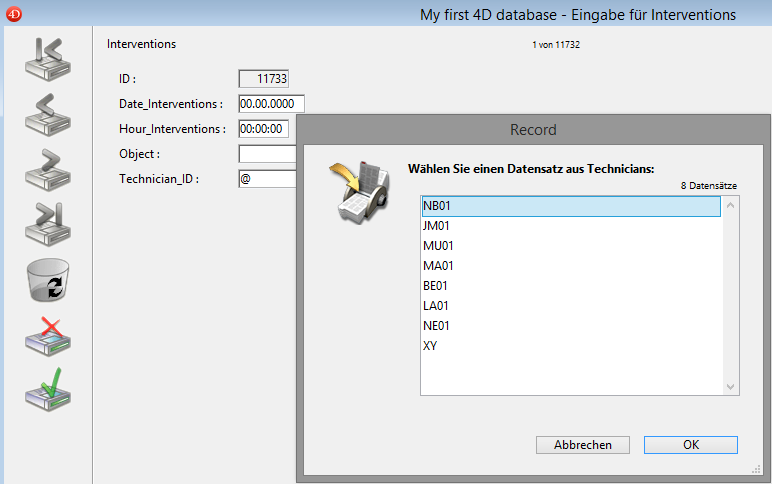 4D
My first 4D database - Eingabe für Interventions
Interventions
1 von 11732
ID :
11733
Date_Interventions :
00.00.0000
Hour_Interventions :
00:00:00
Object :
Technician_ID :
@
Record
Wählen Sie einen Datensatz aus Technicians:
8 Datensätze
NB01
JM01
MU01
MA01
BE01
LA01
NE01
XY
Abbrechen
OK